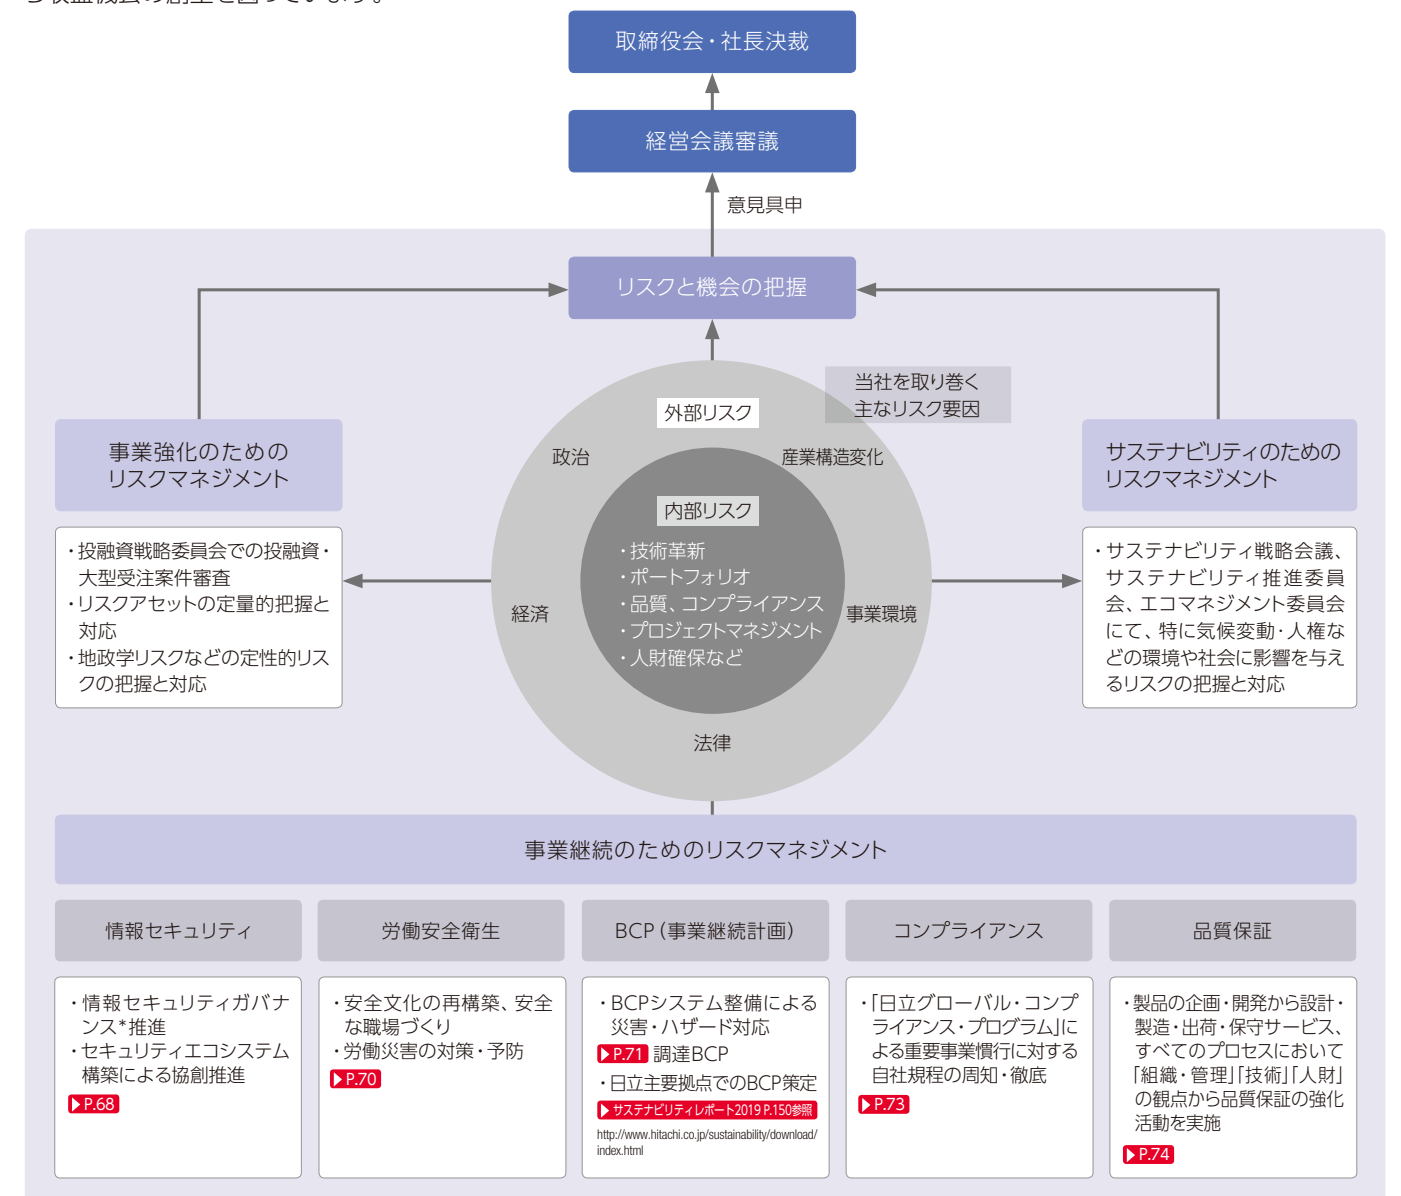 取締役会・社長決裁
経営会議審議
意見具申
リスクと機会の把握
当社を取り巻く
主なリスク要因
外部リスク
政治
産業構造変化
経済
事業環境
法律
内部リスク
・技術革新
・ポートフォリオ
・品質、コンプライアンス
・プロジェクトマネジメント
・人財確保など
事業強化のための
リスクマネジメント
・投融資戦略委員会での投融資・
大型受注案件審査
・リスクアセットの定量的把握と
対応
・地政学リスクなどの定性的リス
クの把握と対応
サステナビリティのための
リスクマネジメント
・サステナビリティ戦略会議、
サステナビリティ推進委員
会、エコマネジメント委員会
にて、特に気候変動・人権な
どの環境や社会に影響を与え
るリスクの把握と対応
事業継続のためのリスクマネジメント
情報セキュリティ
・情報セキュリティガバナ
ンス*推進
・セキュリティエコシステム
構築による協創推進
P.68
労働安全衛生
・安全文化の再構築、安全
な職場づくり
・労働災害の対策・予防
P.70
BCP（事業継続計画）
・BCPシステム整備による
災害・ハザード対応
P.71 調達BCP
・日立主要拠点でのBCP策定
サステナビリティレポート2019 P.150参照
http://www.hitachi.co.jp/sustainability/download/
index.html
コンプライアンス
・「日立グローバル・コンプ
ライアンス・プログラム」に
よる重要事業慣行に対する
自社規程の周知・徹底
P.73
品質保証
・製品の企画・開発から設計・
製造・出荷・保守サービス、
すべてのプロセスにおいて
「組織・管理」「技術」「人財」
の観点から品質保証の強化
活動を実施
P.74